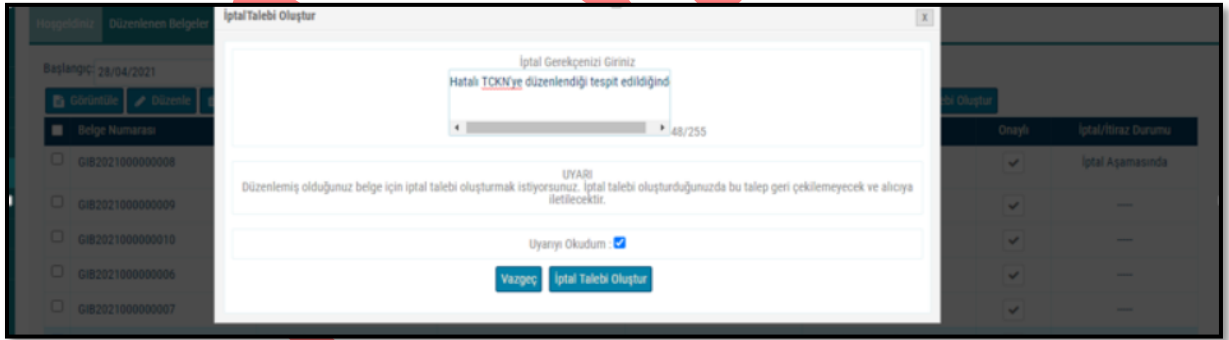 İptalTalebi Oluştur
x
Hoşgeldiniz Düzenlenen Belgeler
İptal Gerekçenizi Giriniz
Hatalı TCKN'ye düzenlendiği tespit edildiğind
48/255
Başlangıç: 28/04/2021
Görüntüle Düzenle
Oluştur
Belge Numarası Onaylı İptal/İtiraz Durumu
GIB2021000000008 İptal Aşamasında
UYARI
Düzenlemiş olduğunuz belge için iptal talebi oluşturmak istiyorsunuz. İptal talebi oluşturduğunuzda bu talep geri çekilemeyecek ve alıcıya
iletilecektir.
GIB2021000000009 ----
GIB2021000000010 ----
Uyarıyı Okudum :
GIB2021000000006 ----
Vazgeç İptal Talebi Oluştur
GIB2021000000007 ----